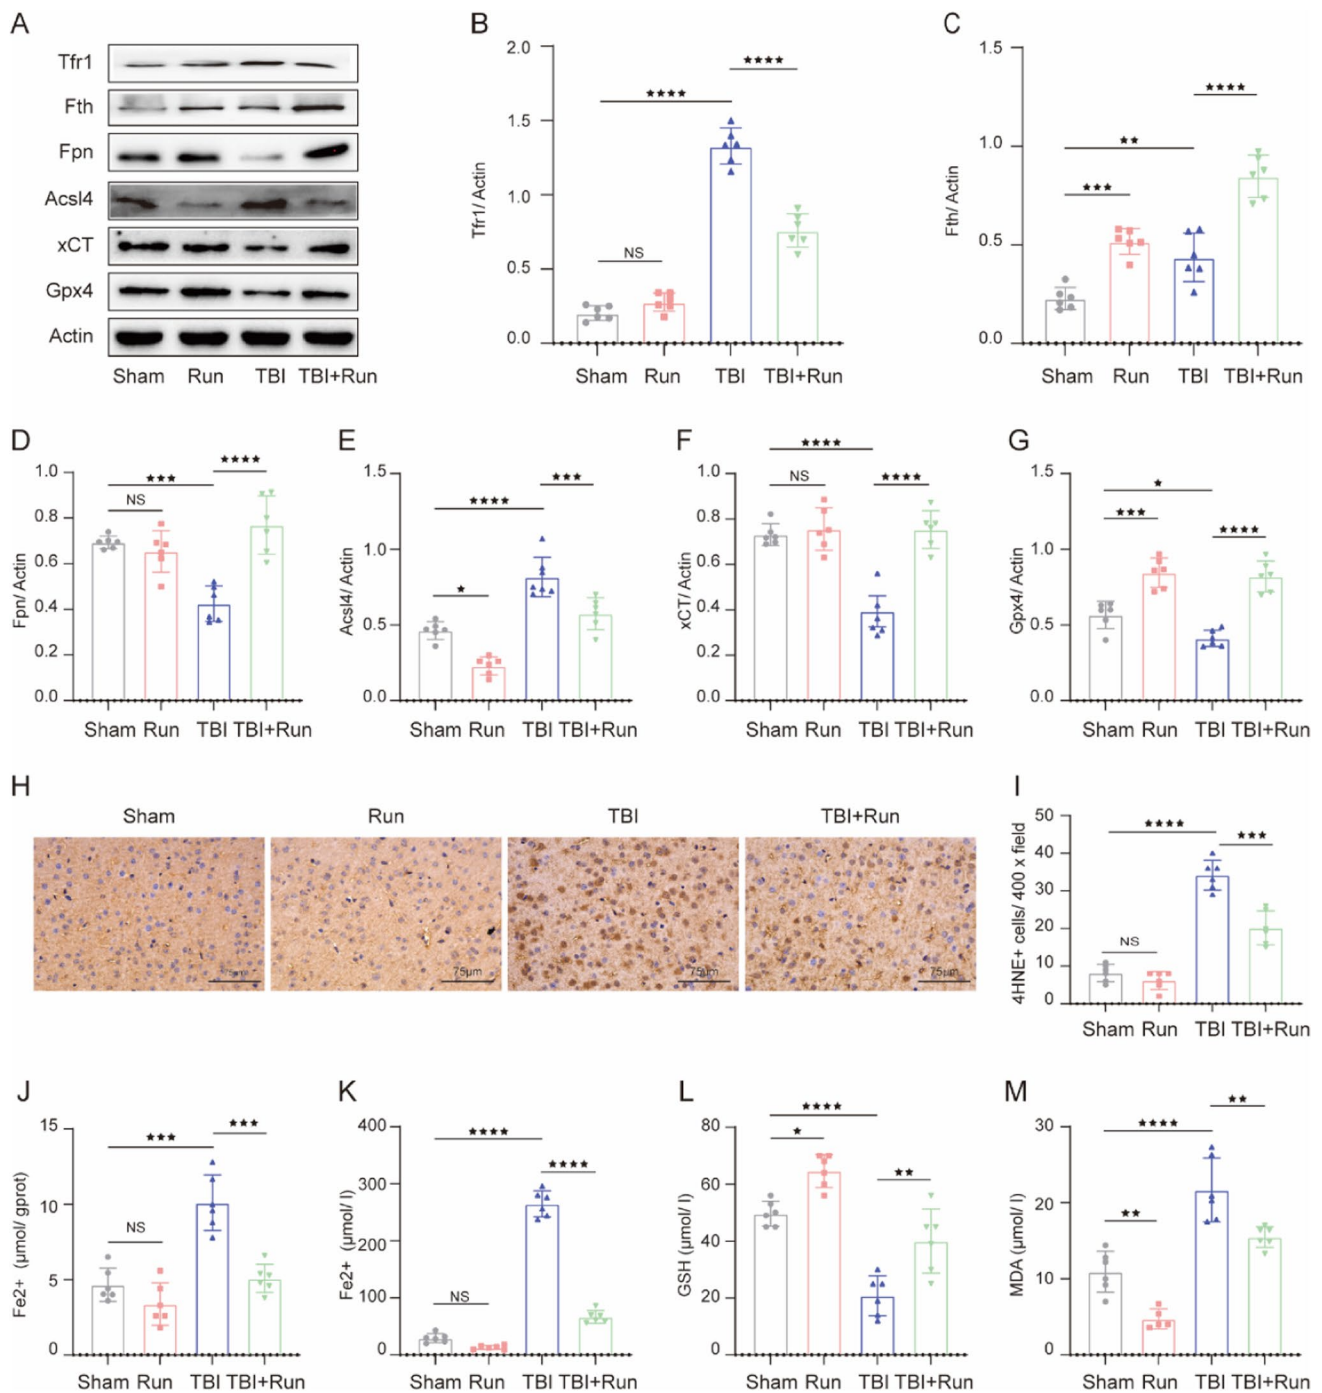 A
Tfr1
Fth
Fpn
Acsl4
xCT
Gpx4
Actin
Sham Run TBI TBI+Run
B
Tfr1/ Actin
2.0
1.5
1.0
0.5
0.0
NS
★★★★
★★★★
Sham Run TBI TBI+Run
C
Fth/ Actin
1.5
1.0
0.5
0.0
★★★
★★
★★★★
Sham Run TBI TBI+Run
D
Fpn/ Actin
1.0
0.8
0.6
0.4
0.2
0.0
NS
★★★
★★★★
Sham Run TBI TBI+Run
E
Acsl4/ Actin
1.5
1.0
0.5
0.0
★
★★★★
★★★
Sham Run TBI TBI+Run
F
xCT/ Actin
1.0
0.8
0.6
0.4
0.2
0.0
NS
★★★★
★★★★
Sham Run TBI TBI+Run
G
Gpx4/ Actin
1.5
1.0
0.5
0.0
★★★
★
★★★★
Sham Run TBI TBI+Run
H
Sham Run TBI TBI+Run
75μm
75μm
75μm
I
4HNE+ cells/ 400 x field
50
40
30
20
10
0
NS
★★★★
★★★
Sham Run TBI TBI+Run
J
Fe2+ (μmol/ gprot)
15
10
5
0
NS
★★★
★★★
Sham Run TBI TBI+Run
K
Fe2+ (μmol/ l)
400
300
200
100
0
NS
★★★★
★★★★
Sham Run TBI TBI+Run
L
GSH (μmol/ l)
80
60
40
20
0
★
★★★★
★★
Sham Run TBI TBI+Run
M
MDA (μmol/ l)
30
20
10
0
★★
★★★★
★★
Sham Run TBI TBI+Run